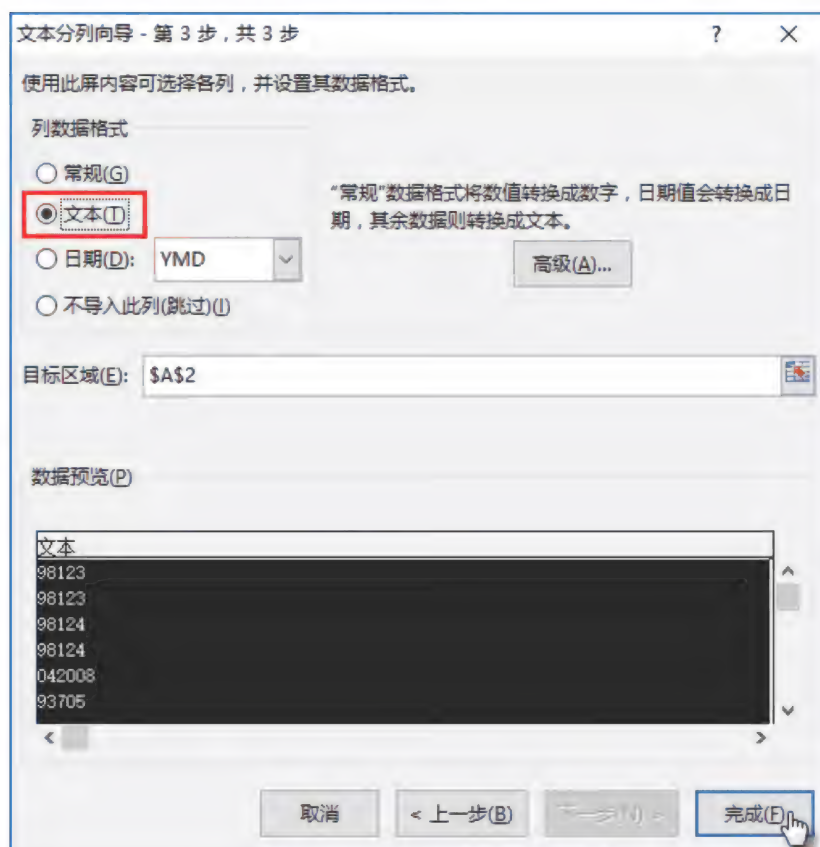 文本分列向导 - 第 3 步，共 3 步 ?
使用此屏内容可选择各列，并设置其数据格式。
列数据格式
常规(G)
文本(T)
日期(D): YMD
不导入此列(跳过)(I)
“常规”数据格式将数值转换成数字，日期值会转换成日
期，其余数据则转换成文本。
高级(A)...
目标区域(E): $A$2
数据预览(P)
文本
98123
98123
98124
98124
042008
93705
取消 < 上一步(B) 下一步(N) > 完成(F)